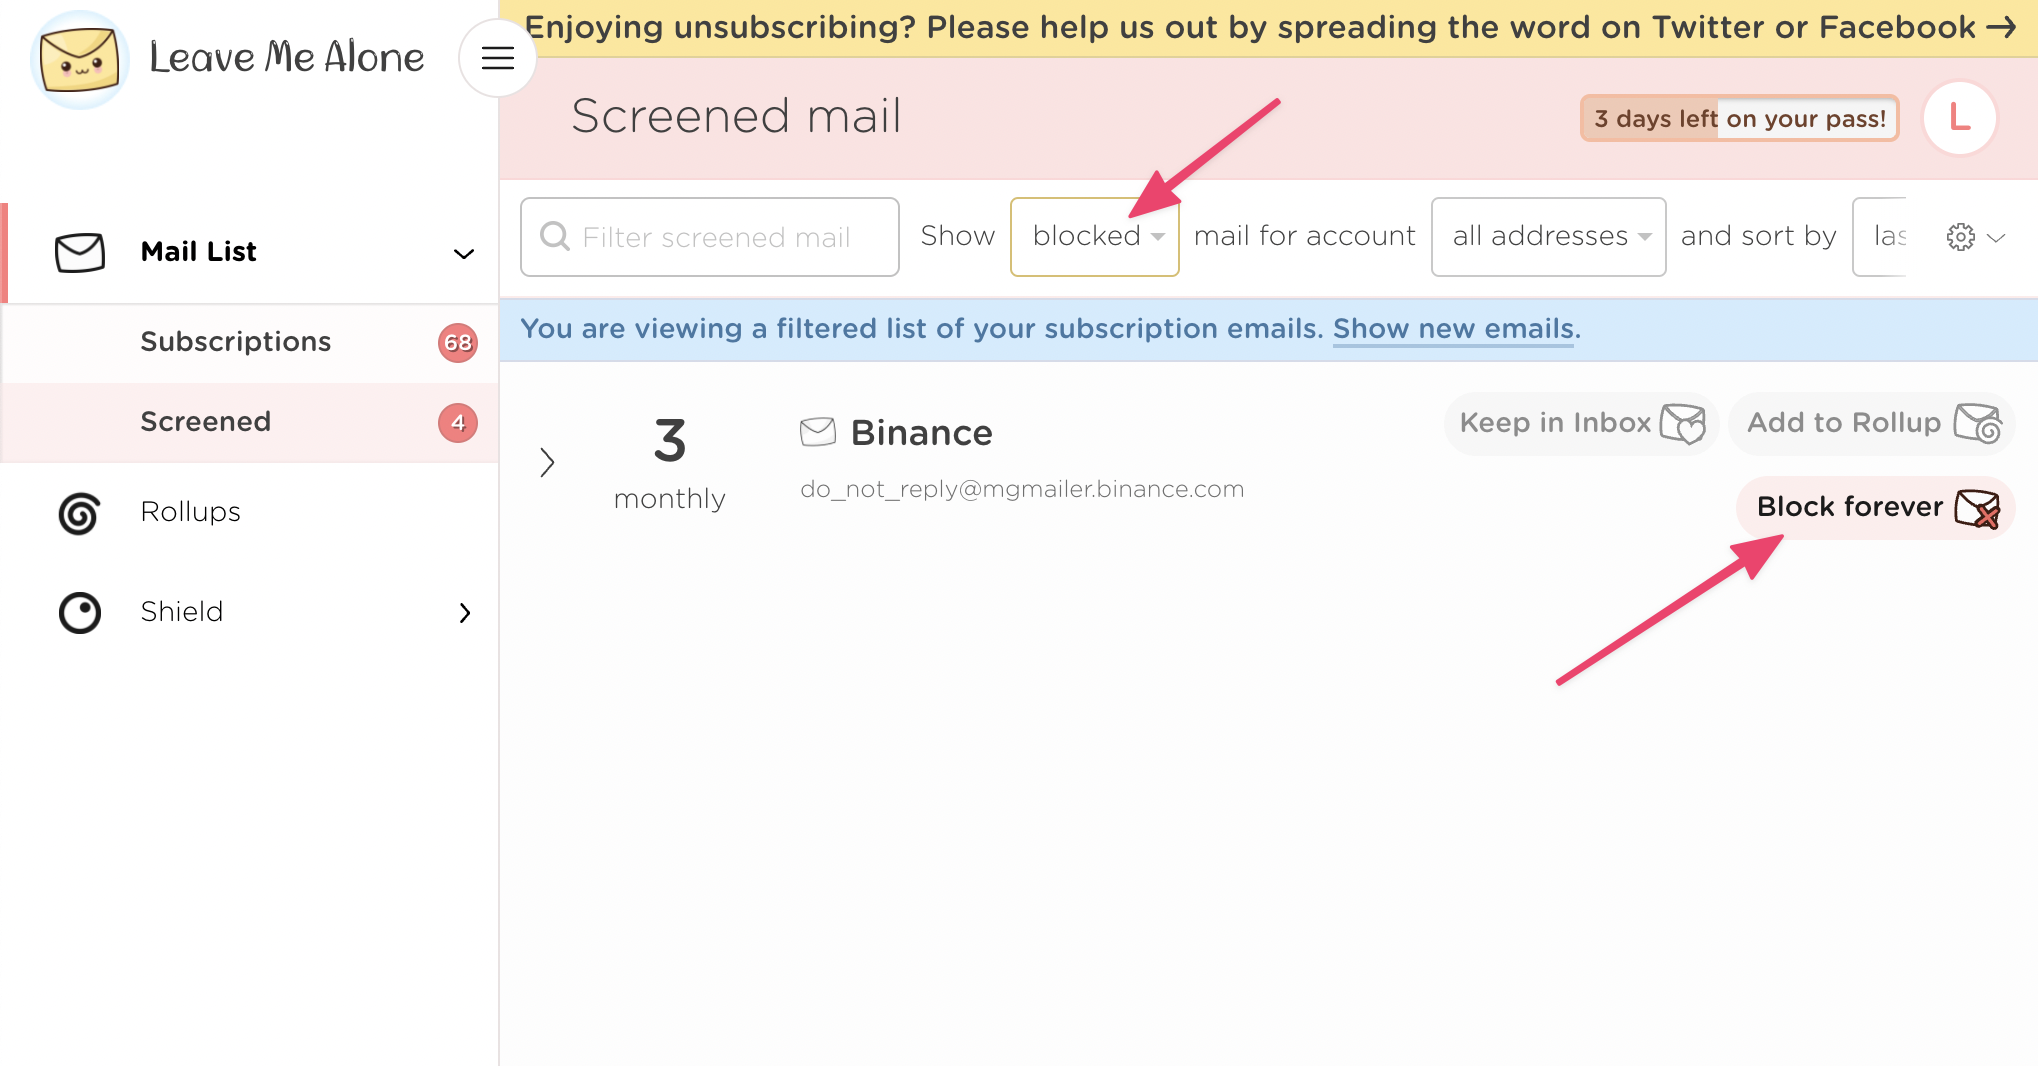 Leave Me Alone
Enjoying unsubscribing? Please help us out by spreading the word on Twitter or Facebook →
Screened mail
3 days left on your pass!
L
Filter screened mail
Show blocked mail for account all addresses and sort by las
You are viewing a filtered list of your subscription emails. Show new emails.
Mail List
Subscriptions 68
Screened 4
Rollups
Shield
3
monthly
Binance
do_not_reply@mgmailer.binance.com
Keep in Inbox
Add to Rollup
Block forever